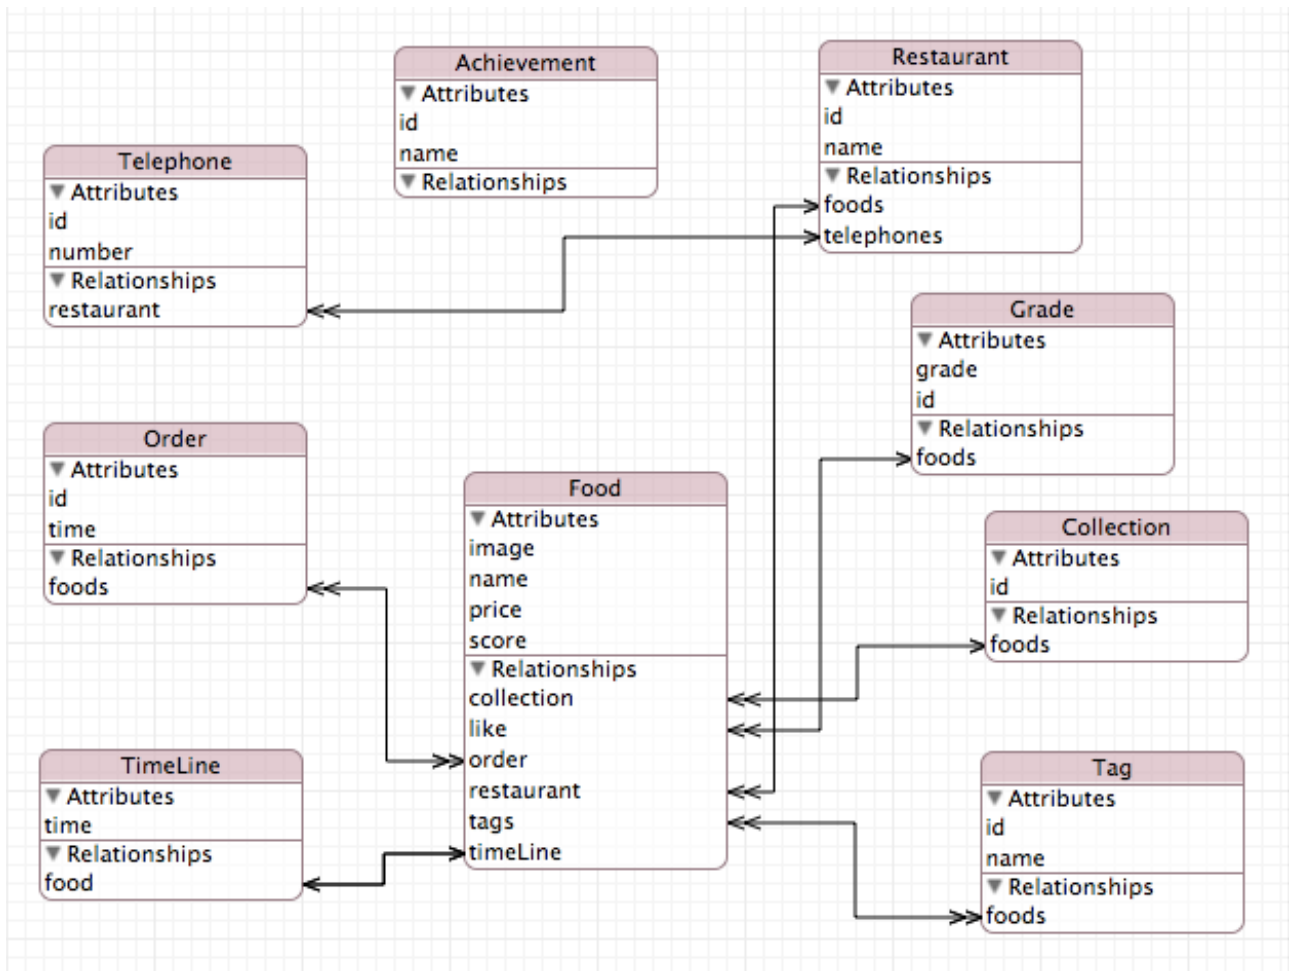 Achievement
▼ Attributes
id
name
▼ Relationships
Restaurant
▼ Attributes
id
name
▼ Relationships
foods
telephones
Telephone
▼ Attributes
id
number
▼ Relationships
restaurant
Grade
▼ Attributes
grade
id
▼ Relationships
foods
Order
▼ Attributes
id
time
▼ Relationships
foods
Food
▼ Attributes
image
name
price
score
▼ Relationships
collection
like
order
restaurant
tags
timeLine
Collection
▼ Attributes
id
▼ Relationships
foods
TimeLine
▼ Attributes
time
▼ Relationships
food
Tag
▼ Attributes
id
name
▼ Relationships
foods